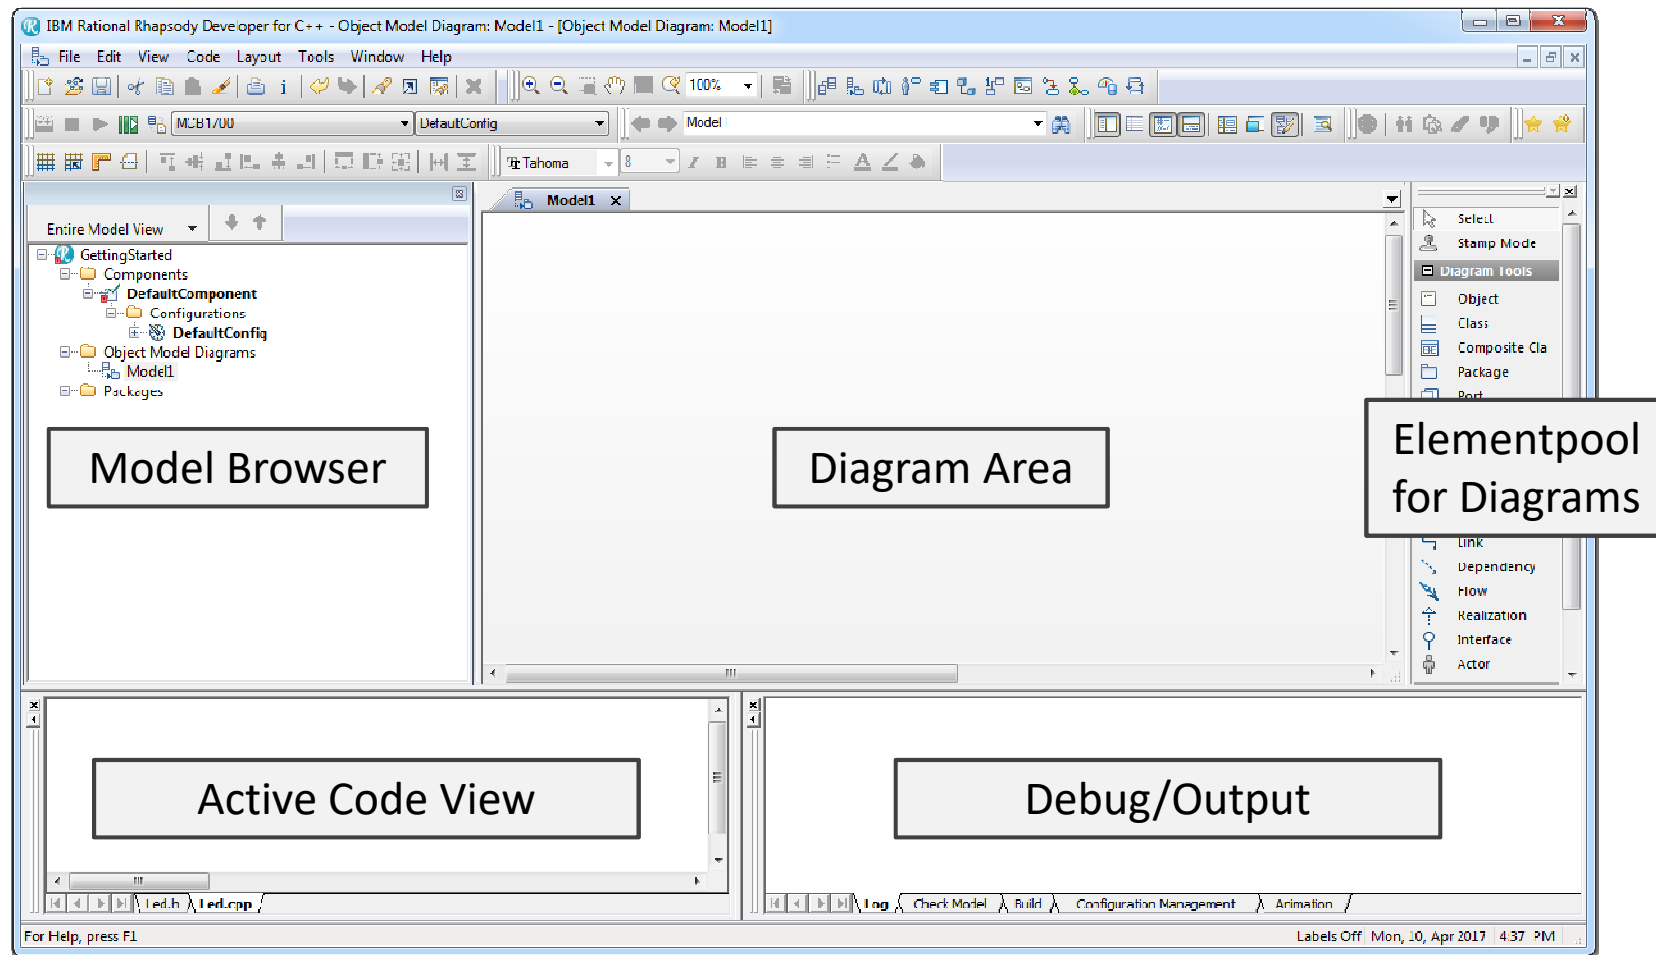 IBM Rational Rhapsody Developer for C++ - Object Model Diagram: Model1 - [Object Model Diagram: Model1]
File Edit View Code Layout Tools Window Help
100%
MCB1700 DefaultConfig Model
Tahoma 8
Model1
Entire Model View
GettingStarted
Components
DefaultComponent
Configurations
DefaultConfig
Object Model Diagrams
Model1
Packages
Model Browser
Diagram Area
Select
Stamp Mode
Diagram Tools
Object
Class
Composite Cla
Package
Port
Elementpool
for Diagrams
Link
Dependency
Flow
Realization
Interface
Actor
Active Code View
Debug/Output
Led.h Led.cpp
Log Check Model Build Configuration Management Animation
For Help, press F1
Labels Off Mon, 10, Apr 2017 4:37 PM